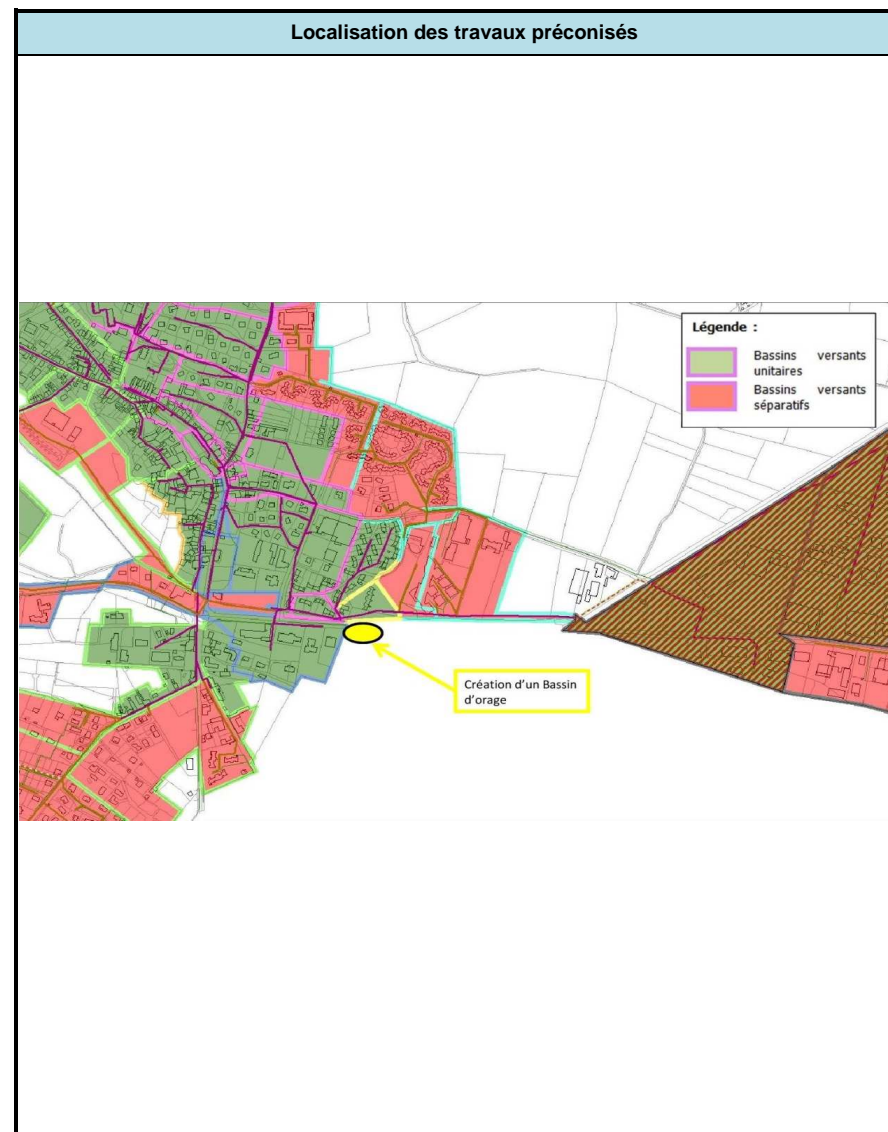 Localisation des travaux préconisés
Légende :
Bassins versants
unitaires
Bassins versants
séparatifs
Création d'un Bassin
d'orage